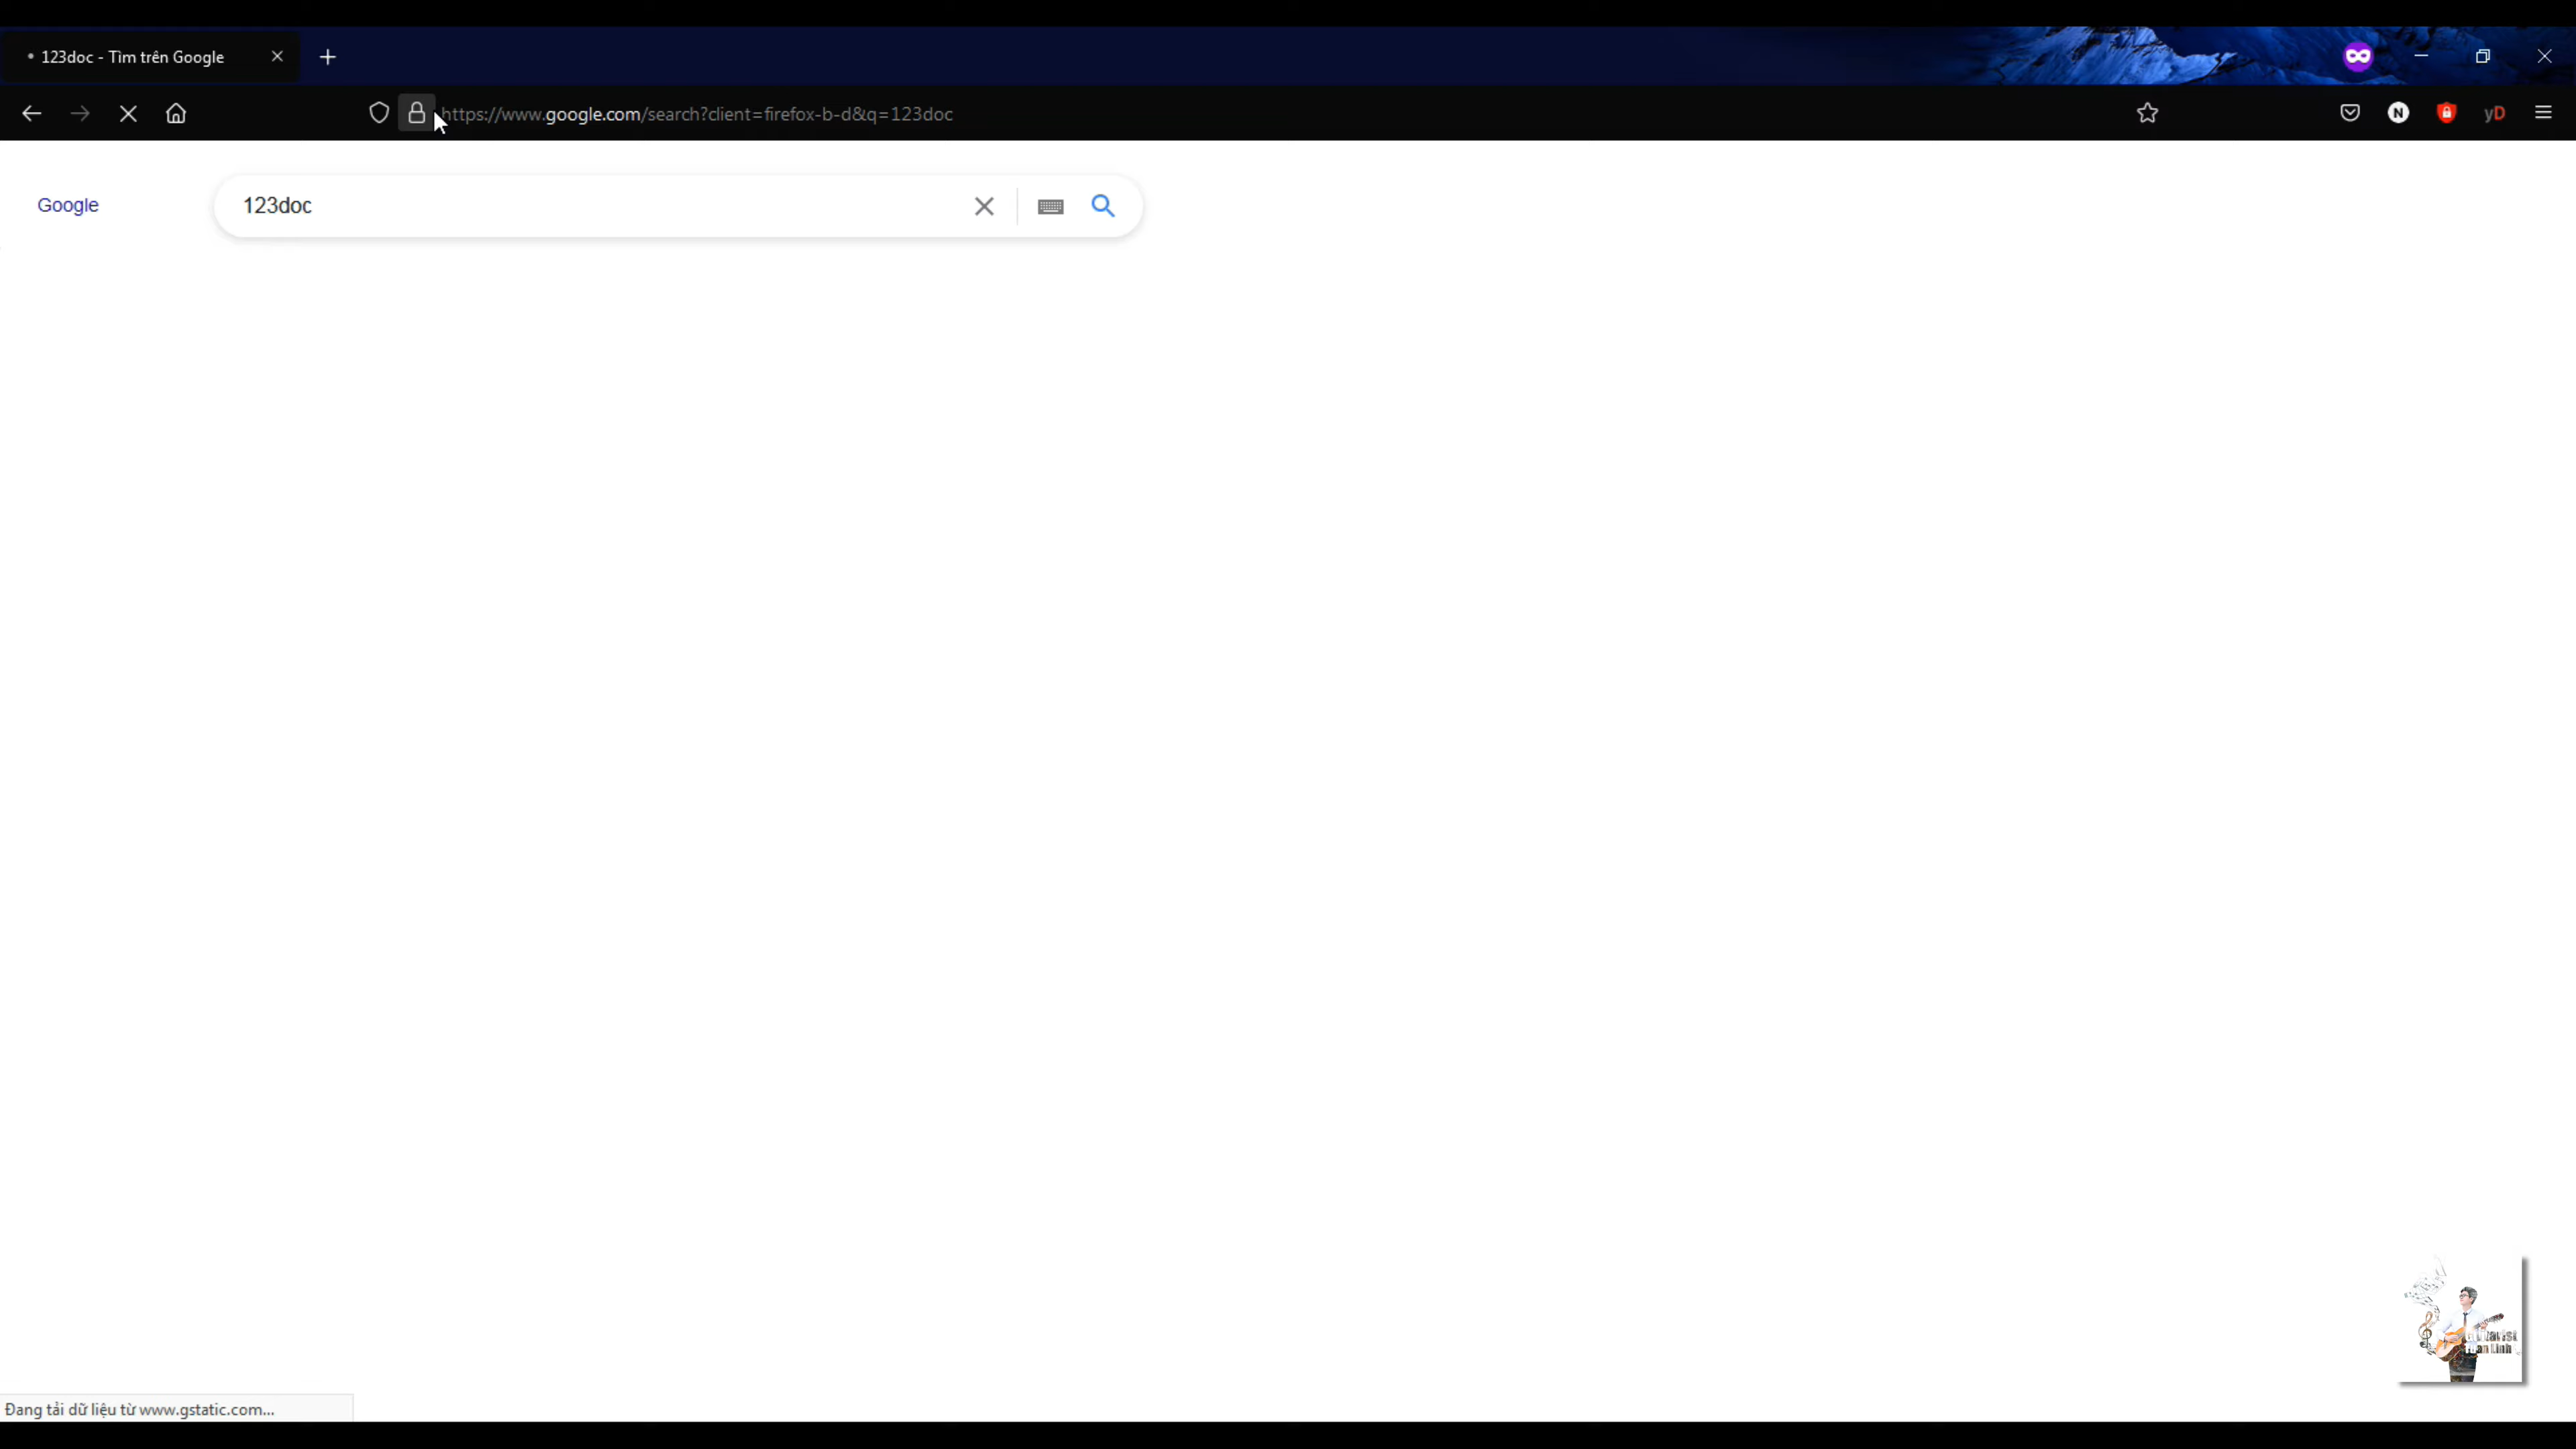 123doc - Tìm trên Google
https://www.google.com/search?client=firefox-b-d&q=123doc
N
yD
Google
123doc
Đang tải dữ liệu từ www.gstatic.com...